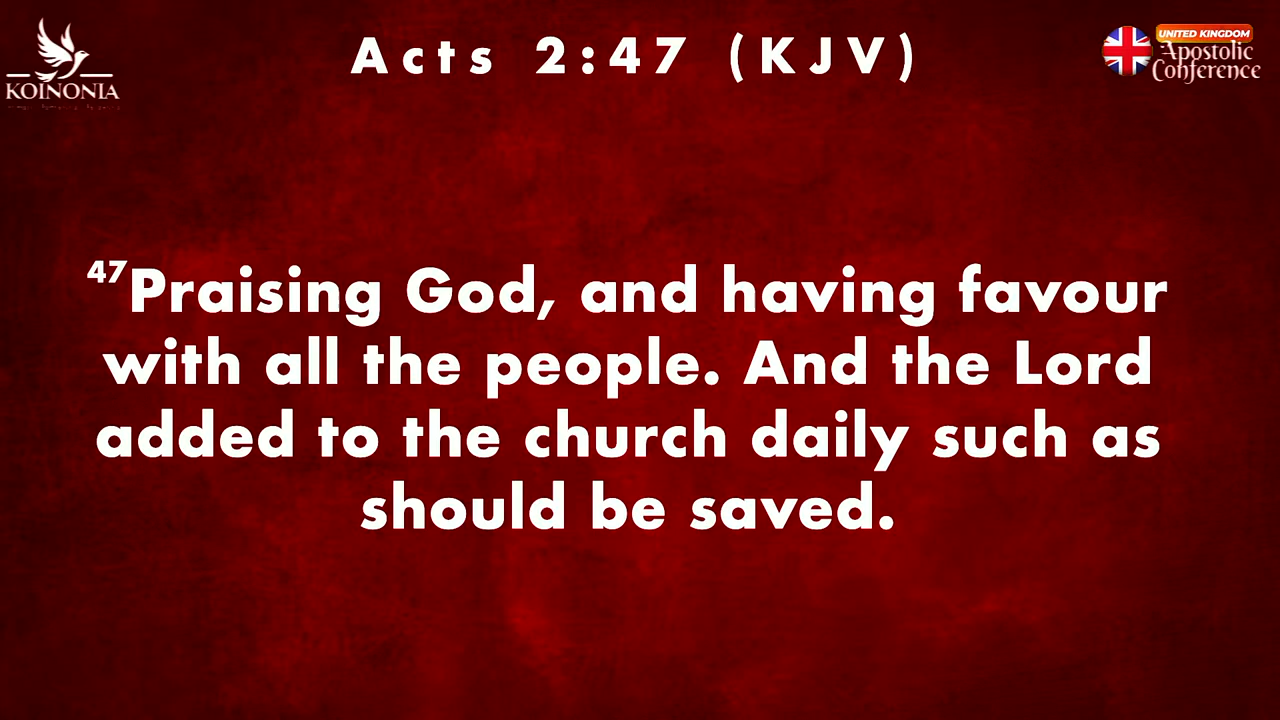 KOINONIA
Acts 2:47 (KJV)
UNITED KINGDOM
Apostolic
Conference
47Praising God, and having favour
with all the people. And the Lord
added to the church daily such as
should be saved.